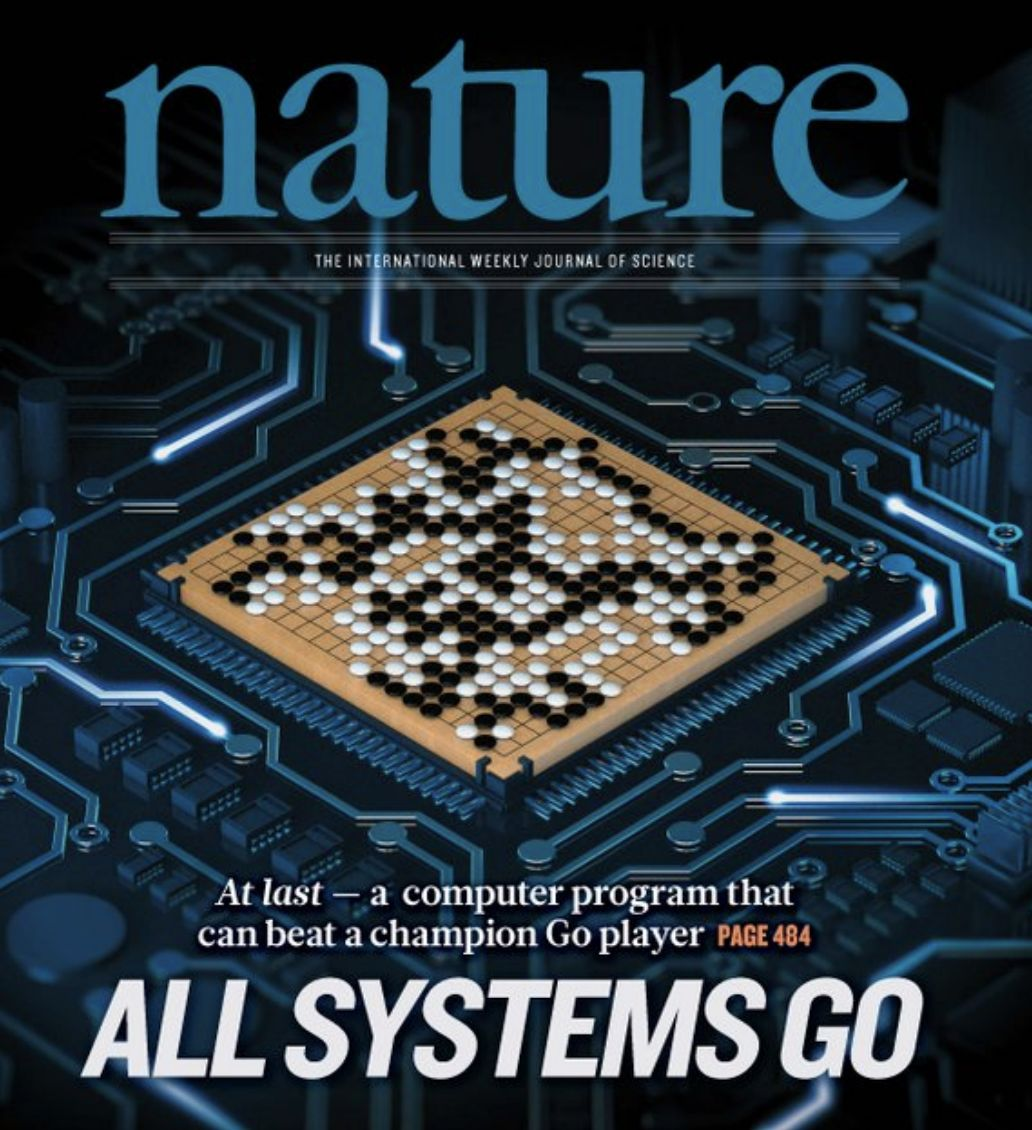 nature
THE INTERNATIONAL WEEKLY JOURNAL OF SCIENCE
At last — a computer program that
can beat a champion Go player PAGE 484
ALL SYSTEMS GO